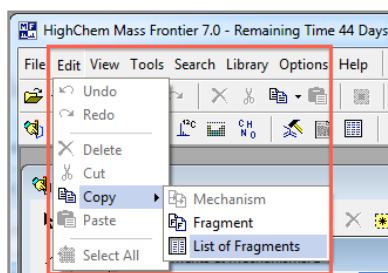 HighChem Mass Frontier 7.0 - Remaining Time 44 Days
File Edit View Tools Search Library Options Help
Undo
Redo
Delete
Cut
Copy
Mechanism
Paste
Fragment
List of Fragments
Select All